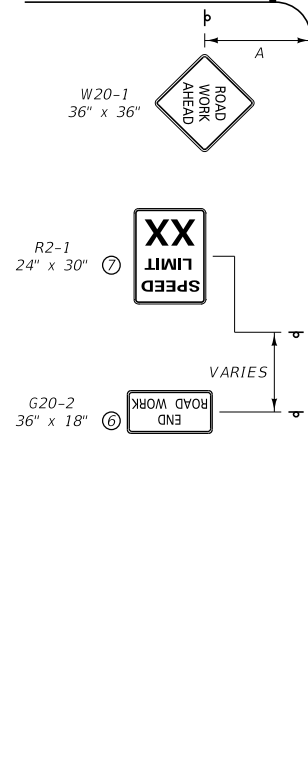 A
W20-1
36" x 36"
ROAD
WORK
AHEAD
R2-1
24" x 30" 7
SPEED
LIMIT
XX
VARIES
G20-2
36" x 18" 6
END
ROAD WORK